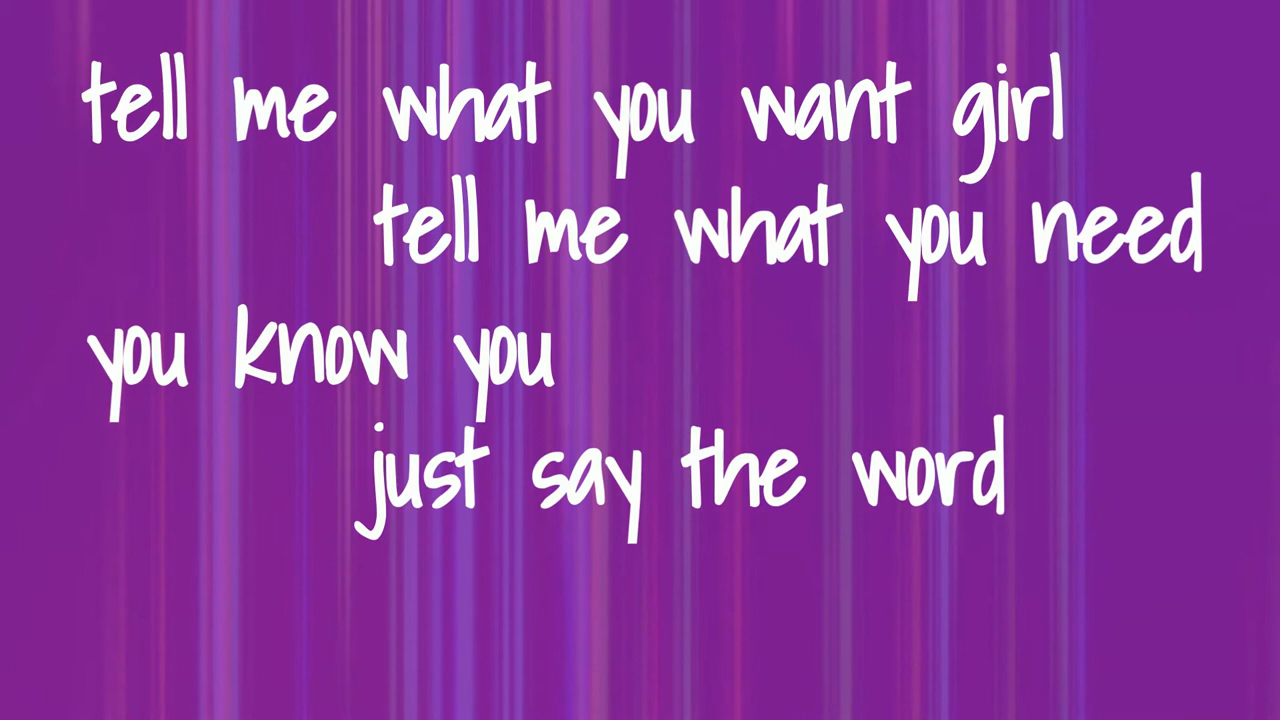 tell me what you want girl
tell me what you need
you know you
just say the word